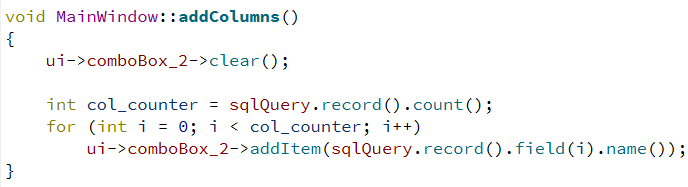 void MainWindow::addColumns()
{
    ui->comboBox_2->clear();

    int col_counter = sqlQuery.record().count();
    for (int i = 0; i < col_counter; i++)
        ui->comboBox_2->addItem(sqlQuery.record().field(i).name());
}